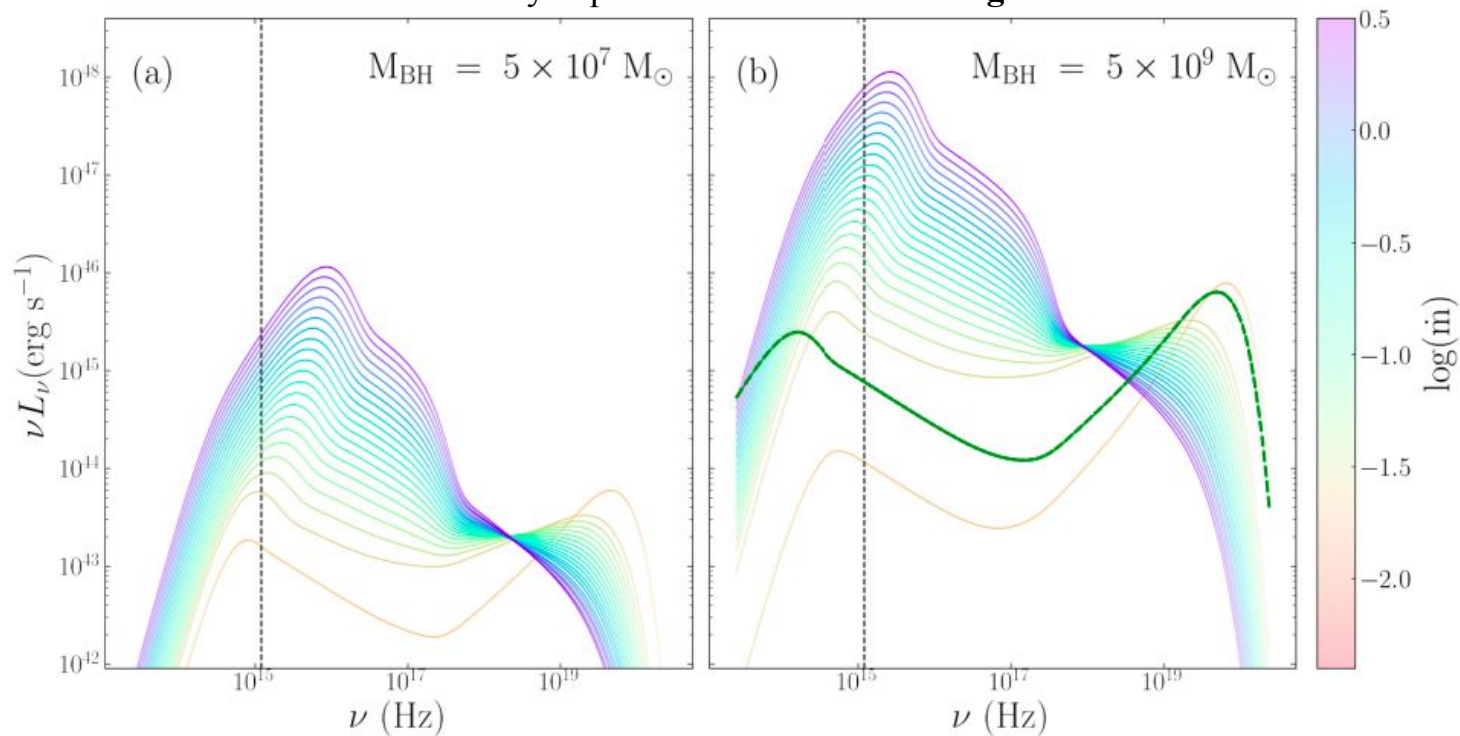 (a)
M_BH = 5 × 10^7 M_⊙
(b)
M_BH = 5 × 10^9 M_⊙
10^48
10^47
10^46
10^45
10^44
10^43
10^42
νL_ν(erg s^−1)
10^15 10^17 10^19
ν (Hz)
10^15 10^17 10^19
ν (Hz)
0.5
0.0
−0.5
−1.0
−1.5
−2.0
log(ṁ)